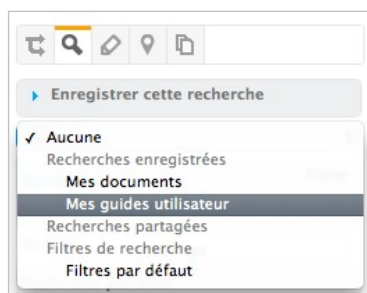 Enregistrer cette recherche
✓ Aucune
Recherches enregistrées
Mes documents
Mes guides utilisateur
Recherches partagées
Filtres de recherche
Filtres par défaut